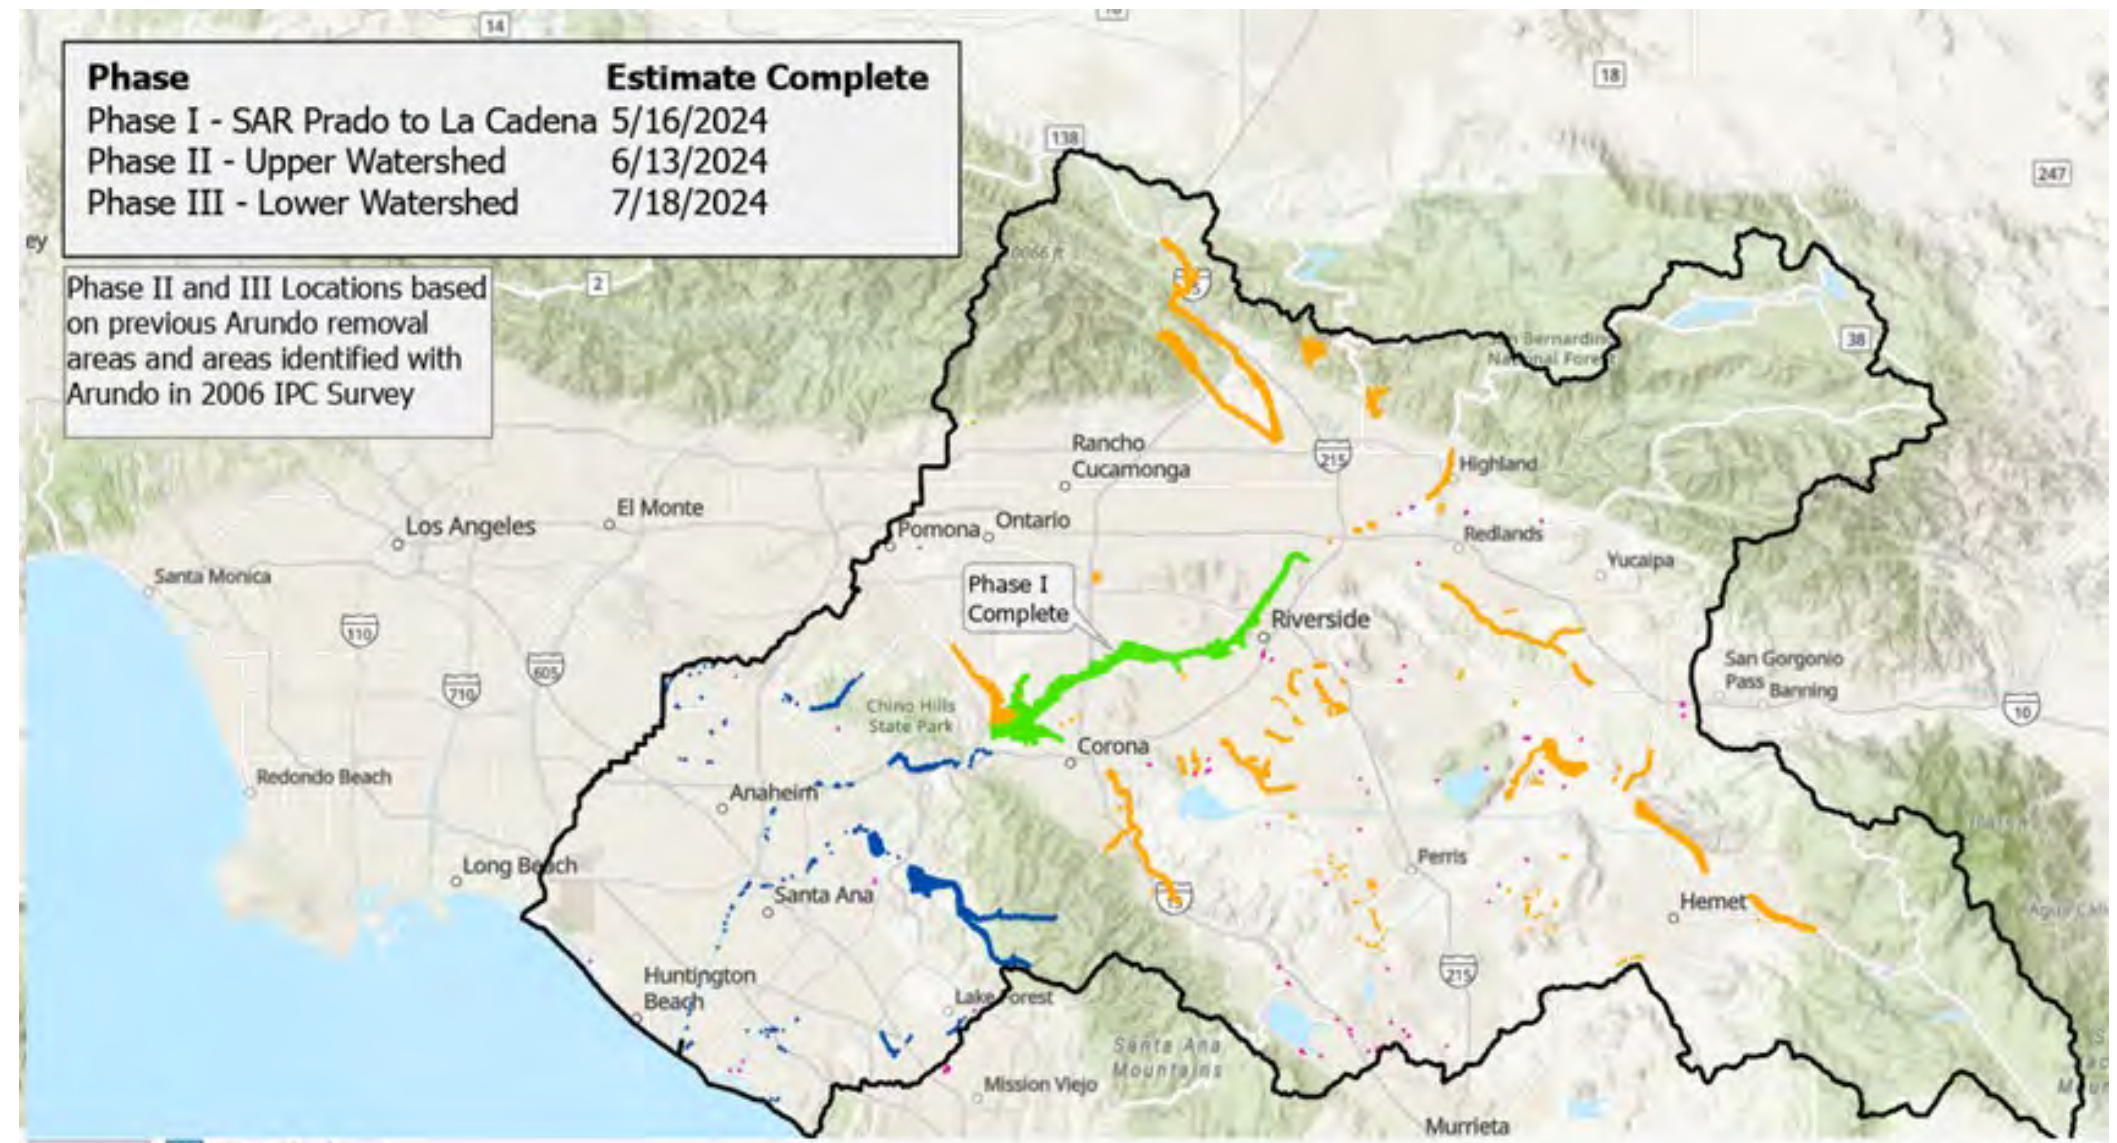 14
18
138
247
Phase Estimate Complete
Phase I - SAR Prado to La Cadena 5/16/2024
Phase II - Upper Watershed 6/13/2024
Phase III - Lower Watershed 7/18/2024
ey
Phase II and III Locations based
on previous Arundo removal
areas and areas identified with
Arundo in 2006 IPC Survey
2
38
National Forest
Rancho
Cucamonga
215
Highland
El Monte
Los Angeles
Pomona
Ontario
Redlands
Yucaipa
Santa Monica
Phase I
Complete
110
Riverside
605
710
San Gorgonio
Pass
Banning
10
Chino Hills
State Park
Corona
Redondo Beach
Anaheim
Long Beach
Perris
Santa Ana
15
Hemet
Huntington
Beach
215
Lake Forest
Santa Ana
Mountains
Mission Viejo
Murrieta